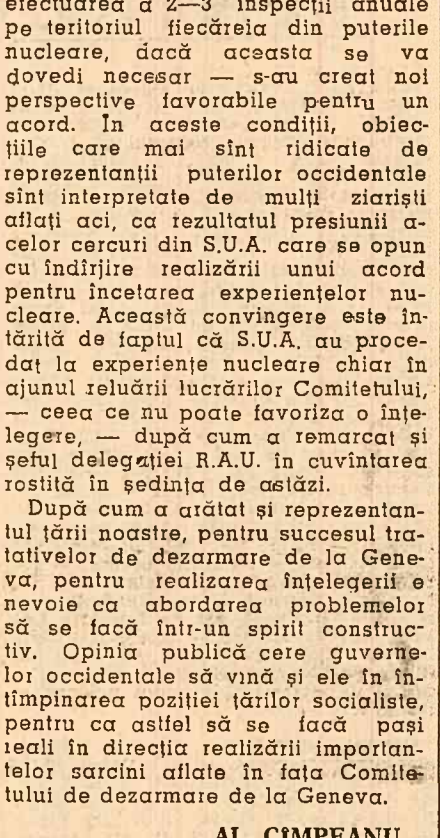 efectuarea a 2—3 inspecții anuale
pe teritoriul fiecăreia din puterile
nucleare, dacă aceasta se va
dovedi necesar — s-au creat noi
perspective favorabile pentru un
acord. In aceste condiții, obiec-
țiile care mai sînt ridicate de
reprezentanții puterilor occidentale
sînt interpretate de mulți ziariști
aflați aci, ca rezultatul presiunii a-
celor cercuri din S.U.A. care se opun
cu îndîrjire realizării unui acord
pentru încetarea experiențelor nu-
cleare. Această convingere este în-
tărită de faptul că S.U.A. au proce-
dat la experiențe nucleare chiar în
ajunul reluării lucrărilor Comitetului,
— ceea ce nu poate favoriza o înțe-
legere, — după cum a remarcat și
șeful delegației R.A.U. în cuvîntarea
rostită în ședința de astăzi.
După cum a arătat și reprezentan-
tul țării noastre, pentru succesul tra-
tativelor de dezarmare de la Gene-
va, pentru realizarea înțelegerii e
nevoie ca abordarea problemelor
să se facă într-un spirit construc-
tiv. Opinia publică cere guverne-
lor occidentale să vină și ele în în-
tîmpinarea poziției țărilor socialiste,
pentru ca astfel să se facă pași
reali în direcția realizării importan-
telor sarcini aflate în fața Comite-
tului de dezarmare de la Geneva.
AL. CÎMPEANU